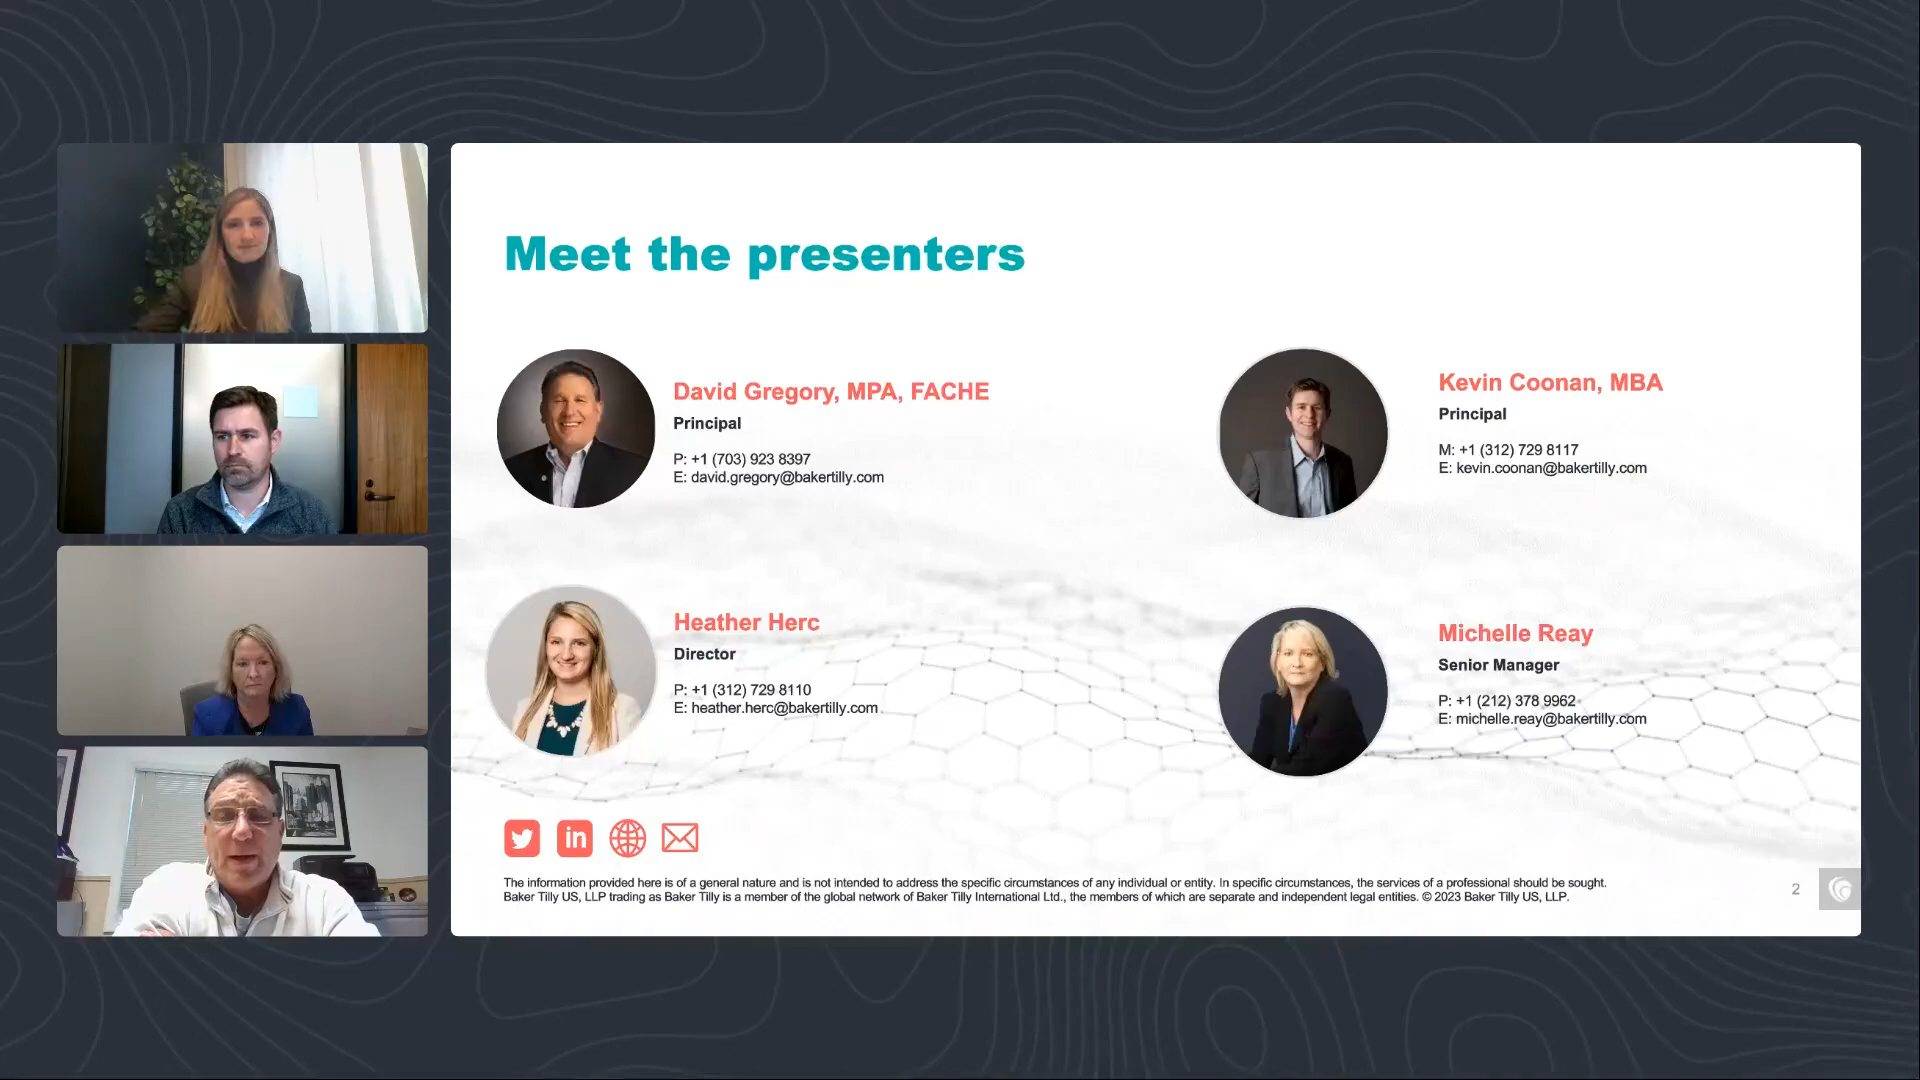 Meet the presenters
David Gregory, MPA, FACHE
Principal
P: +1 (703) 923 8397
E: david.gregory@bakertilly.com
Kevin Coonan, MBA
Principal
M: +1 (312) 729 8117
E: kevin.coonan@bakertilly.com
Heather Herc
Director
P: +1 (312) 729 8110
E: heather.herc@bakertilly.com
Michelle Reay
Senior Manager
P: +1 (212) 378 9962
E: michelle.reay@bakertilly.com
in
The information provided here is of a general nature and is not intended to address the specific circumstances of any individual or entity. In specific circumstances, the services of a professional should be sought.
Baker Tilly US, LLP trading as Baker Tilly is a member of the global network of Baker Tilly International Ltd., the members of which are separate and independent legal entities. © 2023 Baker Tilly US, LLP.
2